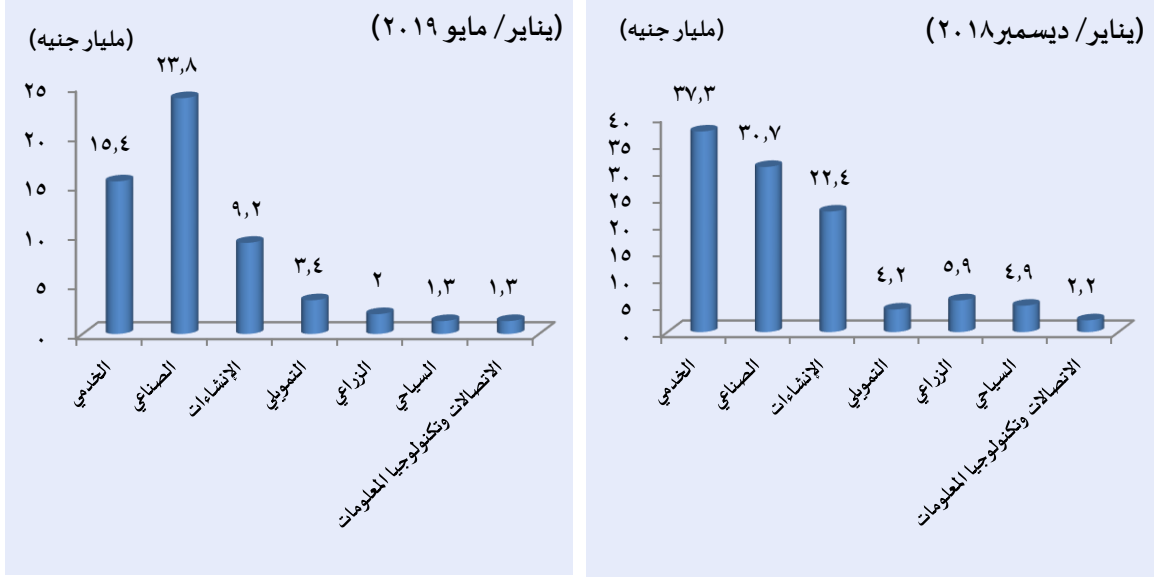 (يناير/ ديسمبر٢٠١٨)
(مليار جنيه)
٤٠
٣٥
٣٠
٢٥
٢٠
١٥
١٠
٥
٠
٣٧,٣
٣٠,٧
٢٢,٤
٤,٢
٥,٩
٤,٩
٢,٢
الخدمي
الصناعي
الإنشاءات
التمويلي
الزراعي
السياحي
الاتصالات وتكنولوجيا المعلومات
(يناير/ مايو ٢٠١٩)
(مليار جنيه)
٢٥
٢٠
١٥
١٠
٥
٠
١٥,٤
٢٣,٨
٩,٢
٣,٤
٢
١,٣
١,٣
الخدمي
الصناعي
الإنشاءات
التمويلي
الزراعي
السياحي
الاتصالات وتكنولوجيا المعلومات